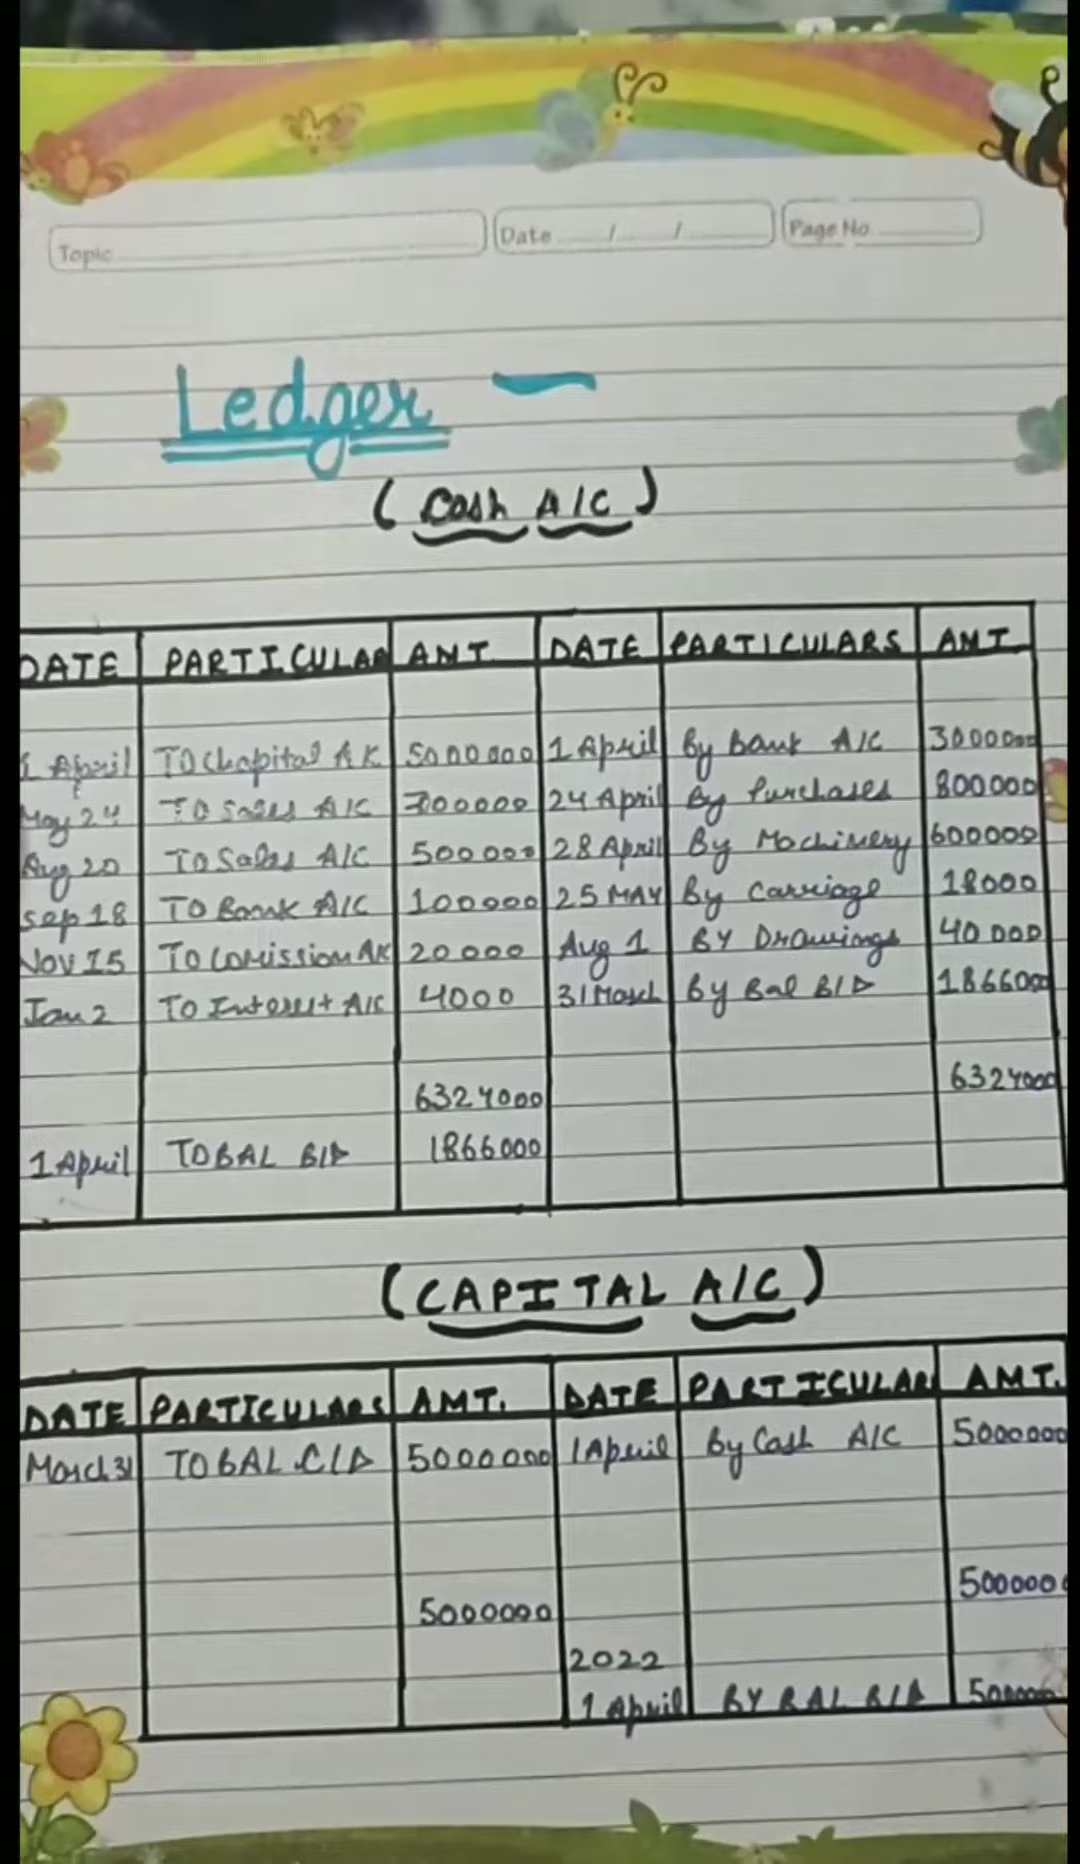 Topic
Date ..../..../....
Page No
Ledger —
(Cash A/C)
DATE PARTICULAR AMT. DATE PARTICULARS AMT
1 April TO Chapital A/C 5000000 1 April By bank A/C 3000000
May 24 TO Sales A/C 700000 24 April By Purchases 800000
Aug 20 TO Sales A/C 500000 28 April By Machinery 600000
Sep 18 TO Bank A/C 100000 25 MAY By Carriage 18000
Nov 15 TO Comission A/C 20000 Aug 1 BY Drawings 40000
Jan 2 TO Interest A/C 4000 31 March By Bal B/D 1866000
6324000 6324000
1 April TO BAL B/D 1866000
(CAPITAL A/C)
DATE PARTICULARS AMT. DATE PARTICULAR AMT.
March 31 TO BAL C/D 5000000 1 April By Cash A/C 5000000
5000000 500000
2022
1 April BY BAL B/D